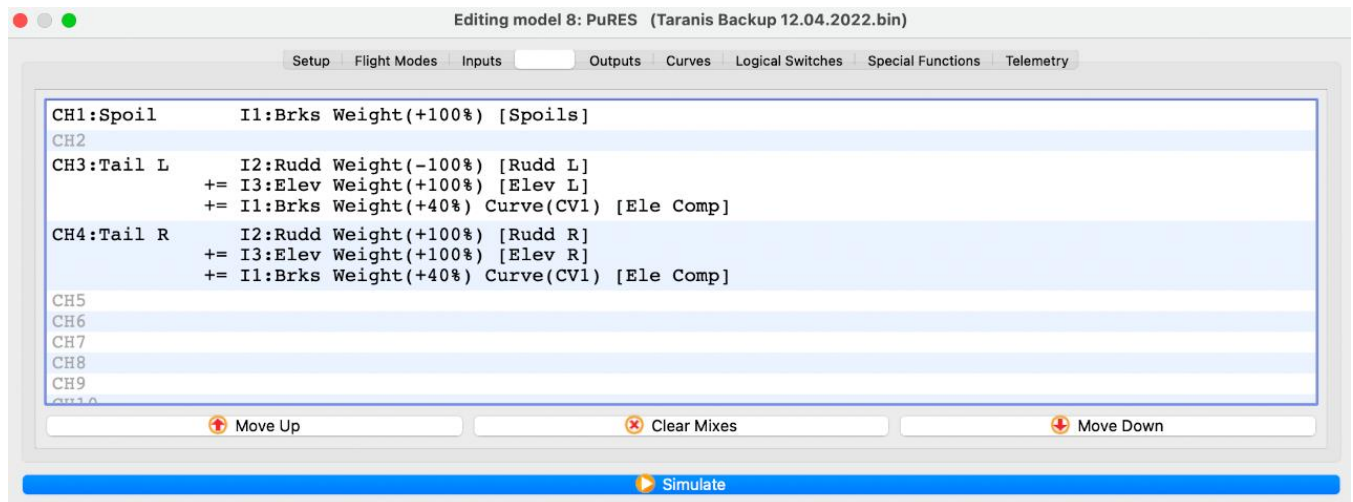 Editing model 8: PuRES (Taranis Backup 12.04.2022.bin)
Setup Flight Modes Inputs Outputs Curves Logical Switches Special Functions Telemetry
CH1:Spoil I1:Brks Weight(+100%) [Spoils]
CH2
CH3:Tail L I2:Rudd Weight(-100%) [Rudd L]
+= I3:Elev Weight(+100%) [Elev L]
+= I1:Brks Weight(+40%) Curve(CV1) [Ele Comp]
CH4:Tail R I2:Rudd Weight(+100%) [Rudd R]
+= I3:Elev Weight(+100%) [Elev R]
+= I1:Brks Weight(+40%) Curve(CV1) [Ele Comp]
CH5
CH6
CH7
CH8
CH9
Move Up Clear Mixes Move Down
Simulate